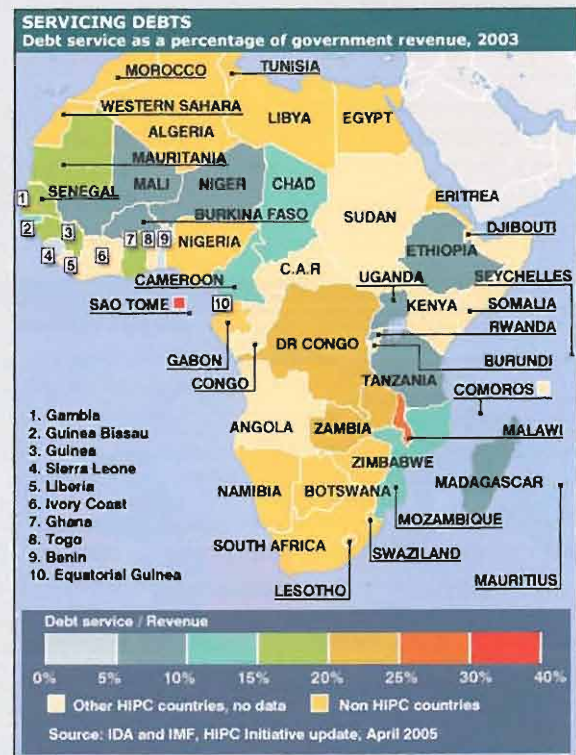 SERVICING DEBTS
Debt service as a percentage of government revenue, 2003
MOROCCO
TUNISIA
WESTERN SAHARA
ALGERIA
LIBYA
EGYPT
MAURITANIA
1
SENEGAL
MALI
NIGER
CHAD
ERITREA
2
3
BURKINA FASO
SUDAN
DJIBOUTI
4
5
6
7
8
9
NIGERIA
ETHIOPIA
C.A.R
UGANDA
SEYCHELLES
CAMEROON
SAO TOME
10
KENYA
SOMALIA
RWANDA
GABON
DR CONGO
CONGO
BURUNDI
TANZANIA
COMOROS
ANGOLA
ZAMBIA
MALAWI
ZIMBABWE
NAMIBIA
BOTSWANA
MADAGASCAR
MOZAMBIQUE
SOUTH AFRICA
SWAZILAND
LESOTHO
MAURITIUS
1. Gambia
2. Guinea Bissau
3. Guinea
4. Sierra Leone
5. Liberia
6. Ivory Coast
7. Ghana
8. Togo
9. Benin
10. Equatorial Guinea
Debt service / Revenue
0% 5% 10% 15% 20% 25% 30% 40%
Other HIPC countries, no data
Non HIPC countries
Source: IDA and IMF, HIPC Initiative update, April 2005